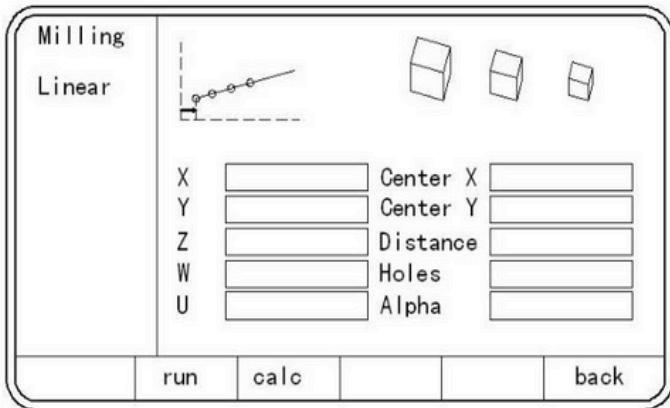 Milling
Linear
X Center X
Y Center Y
Z Distance
W Holes
U Alpha
run calc back